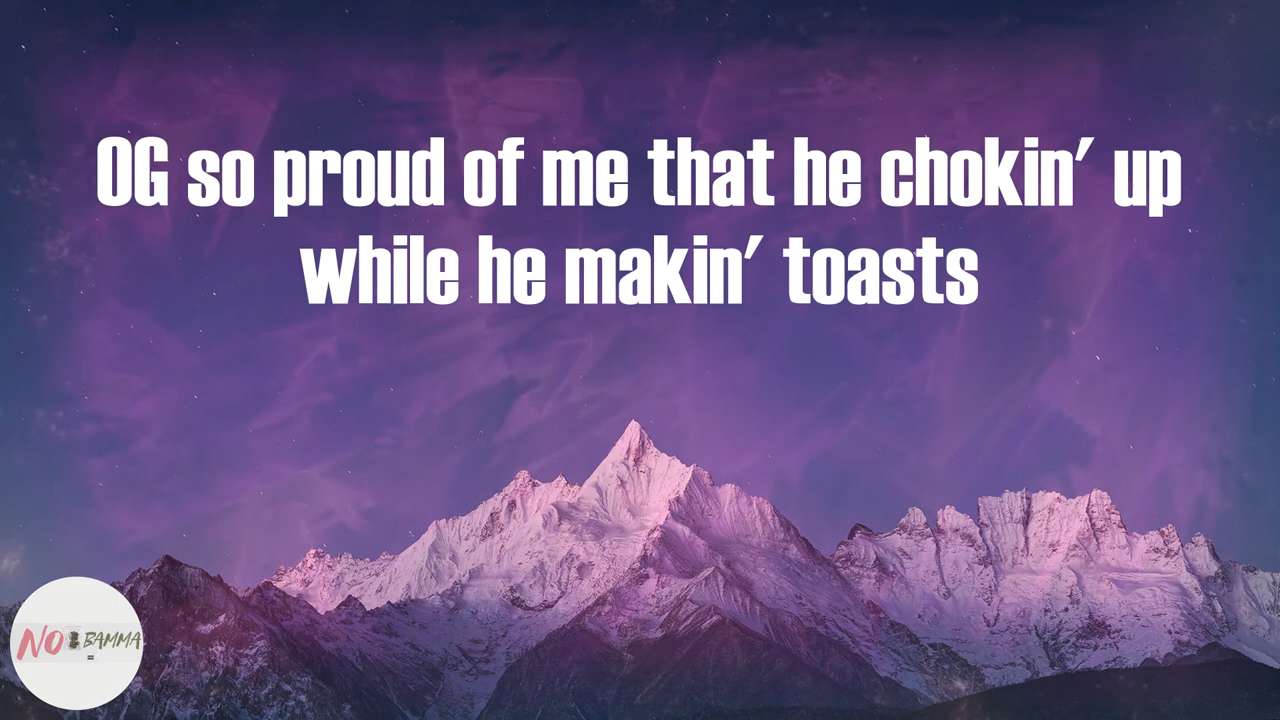 OG so proud of me that he chokin' up
while he makin' toasts
NO BAMMA